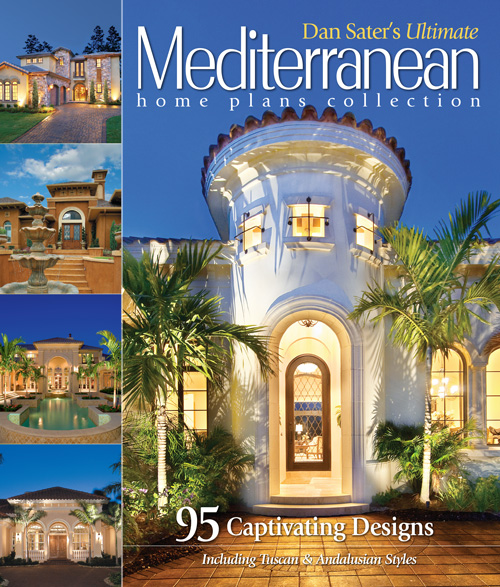 Dan Sater's Ultimate
Mediterranean
home plans collection
95 Captivating Designs
Including Tuscan & Andalusian Styles